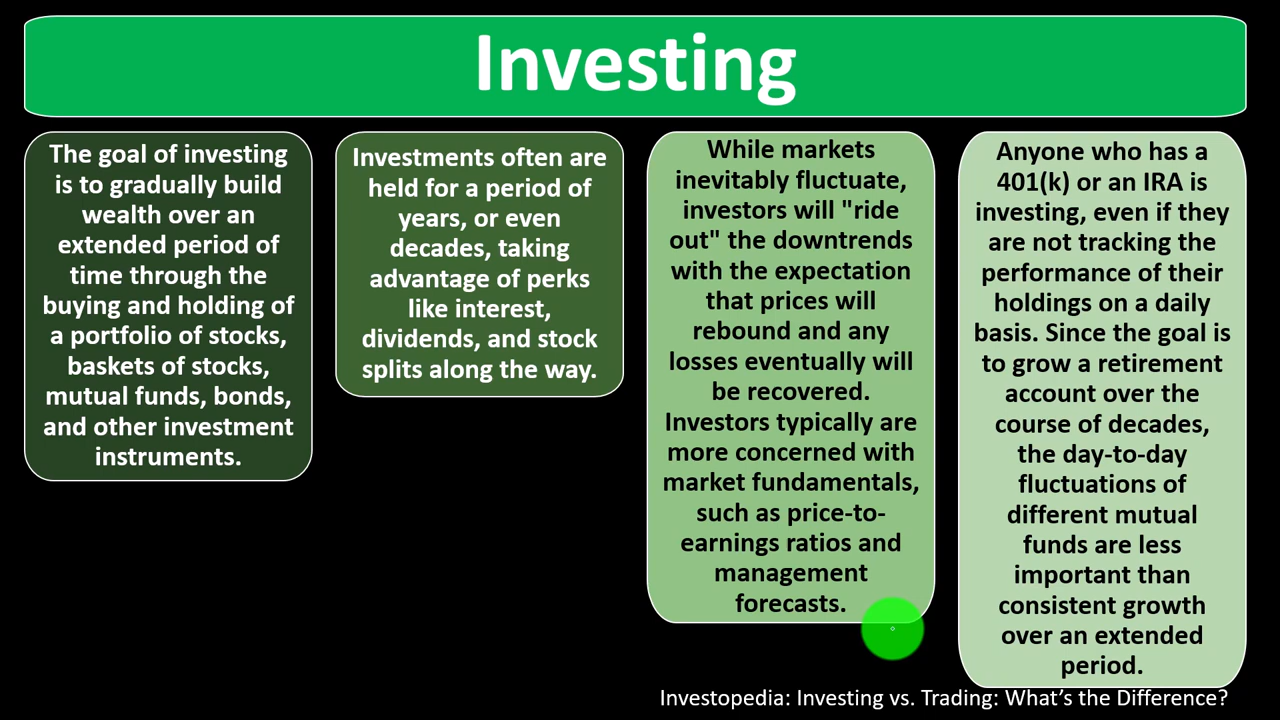 Investing
The goal of investing
is to gradually build
wealth over an
extended period of
time through the
buying and holding of
a portfolio of stocks,
baskets of stocks,
mutual funds, bonds,
and other investment
instruments.
Investments often are
held for a period of
years, or even
decades, taking
advantage of perks
like interest,
dividends, and stock
splits along the way.
While markets
inevitably fluctuate,
investors will "ride
out" the downtrends
with the expectation
that prices will
rebound and any
losses eventually will
be recovered.
Investors typically are
more concerned with
market fundamentals,
such as price-to-
earnings ratios and
management
forecasts.
Anyone who has a
401(k) or an IRA is
investing, even if they
are not tracking the
performance of their
holdings on a daily
basis. Since the goal is
to grow a retirement
account over the
course of decades,
the day-to-day
fluctuations of
different mutual
funds are less
important than
consistent growth
over an extended
period.
Investopedia: Investing vs. Trading: What’s the Difference?